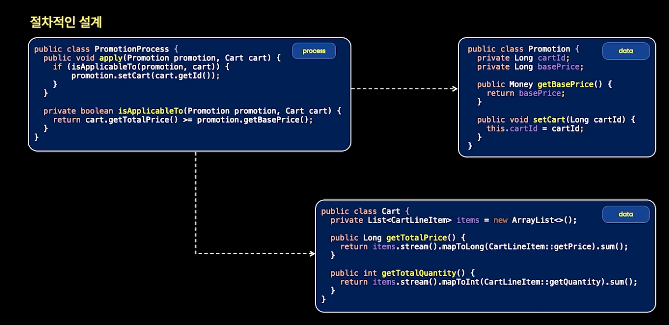 절차적인 설계
process
public class PromotionProcess {
  public void apply(Promotion promotion, Cart cart) {
    if (isApplicableTo(promotion, cart)) {
        promotion.setCart(cart.getId());
    }
  }

  private boolean isApplicableTo(Promotion promotion, Cart cart) {
    return cart.getTotalPrice() >= promotion.getBasePrice();
  }
}
data
public class Promotion {
  private Long cartId;
  private Long basePrice;

  public Money getBasePrice() {
    return basePrice;
  }

  public void setCart(Long cartId) {
    this.cartId = cartId;
  }
}
data
public class Cart {
  private List<CartLineItem> items = new ArrayList<>();

  public Long getTotalPrice() {
    return items.stream().mapToLong(CartLineItem::getPrice).sum();
  }

  public int getTotalQuantity() {
    return items.stream().mapToInt(CartLineItem::getQuantity).sum();
  }
}